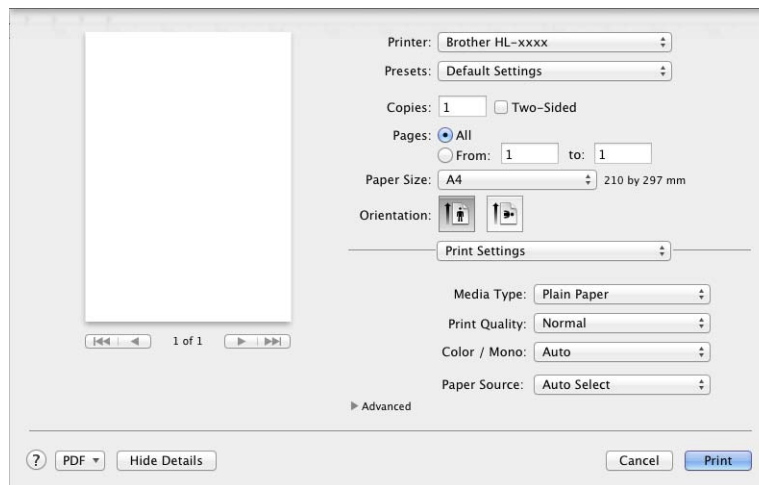 Printer: Brother HL-xxxx
Presets: Default Settings
Copies: 1 Two-Sided
Pages: All
From: 1 to: 1
Paper Size: A4 210 by 297 mm
Orientation:
Print Settings
Media Type: Plain Paper
Print Quality: Normal
1 of 1
Color / Mono: Auto
Paper Source: Auto Select
Advanced
? PDF Hide Details Cancel Print